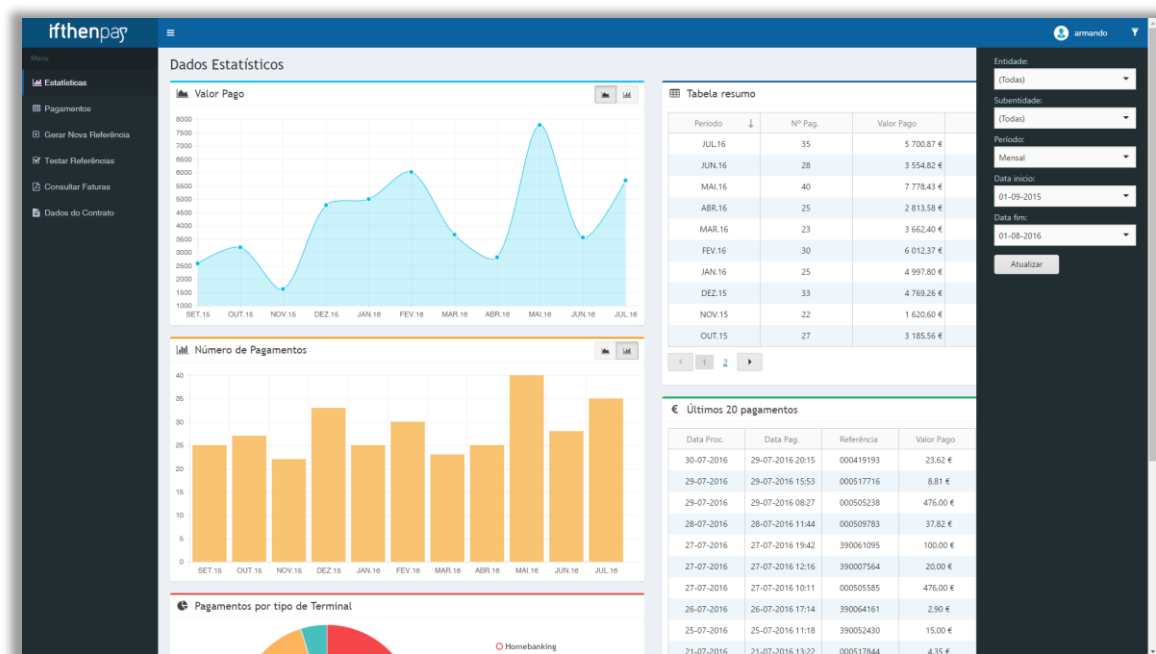 ifthenpay
armando
Menu
Estatísticas
Pagamentos
Gerar Nova Referência
Testar Referências
Consultar Faturas
Dados do Contrato
Dados Estatísticos
Valor Pago
8000
7500
7000
6500
6000
5500
5000
4500
4000
3500
3000
2500
2000
1500
1000
SET.15 OUT.15 NOV.15 DEZ.15 JAN.16 FEV.16 MAR.16 ABR.16 MAI.16 JUN.16 JUL.16
Número de Pagamentos
40
35
30
25
20
15
10
5
0
SET.15 OUT.15 NOV.15 DEZ.15 JAN.16 FEV.16 MAR.16 ABR.16 MAI.16 JUN.16 JUL.16
Pagamentos por tipo de Terminal
Homebanking
Tabela resumo
Período ↓ Nº Pag. Valor Pago
JUL.16 35 5 700,87 €
JUN.16 28 3 554,82 €
MAI.16 40 7 778,43 €
ABR.16 25 2 813,58 €
MAR.16 23 3 662,40 €
FEV.16 30 6 012,37 €
JAN.16 25 4 997,80 €
DEZ.15 33 4 769,26 €
NOV.15 22 1 620,60 €
OUT.15 27 3 185,56 €
1 2
€ Últimos 20 pagamentos
Data Proc. Data Pag. Referência Valor Pago
30-07-2016 29-07-2016 20:15 000419193 23,62 €
29-07-2016 29-07-2016 15:53 000517716 8,81 €
29-07-2016 29-07-2016 08:27 000505238 476,00 €
28-07-2016 28-07-2016 11:44 000509783 37,82 €
27-07-2016 27-07-2016 19:42 390061095 100,00 €
27-07-2016 27-07-2016 12:16 390007564 20,00 €
27-07-2016 27-07-2016 10:11 000505585 476,00 €
26-07-2016 26-07-2016 17:14 390064161 2,90 €
25-07-2016 25-07-2016 11:18 390052430 15,00 €
21-07-2016 21-07-2016 13:22 000517844 4,35 €
Entidade:
(Todas)
Subentidade:
(Todas)
Período:
Mensal
Data inicio:
01-09-2015
Data fim:
01-08-2016
Atualizar